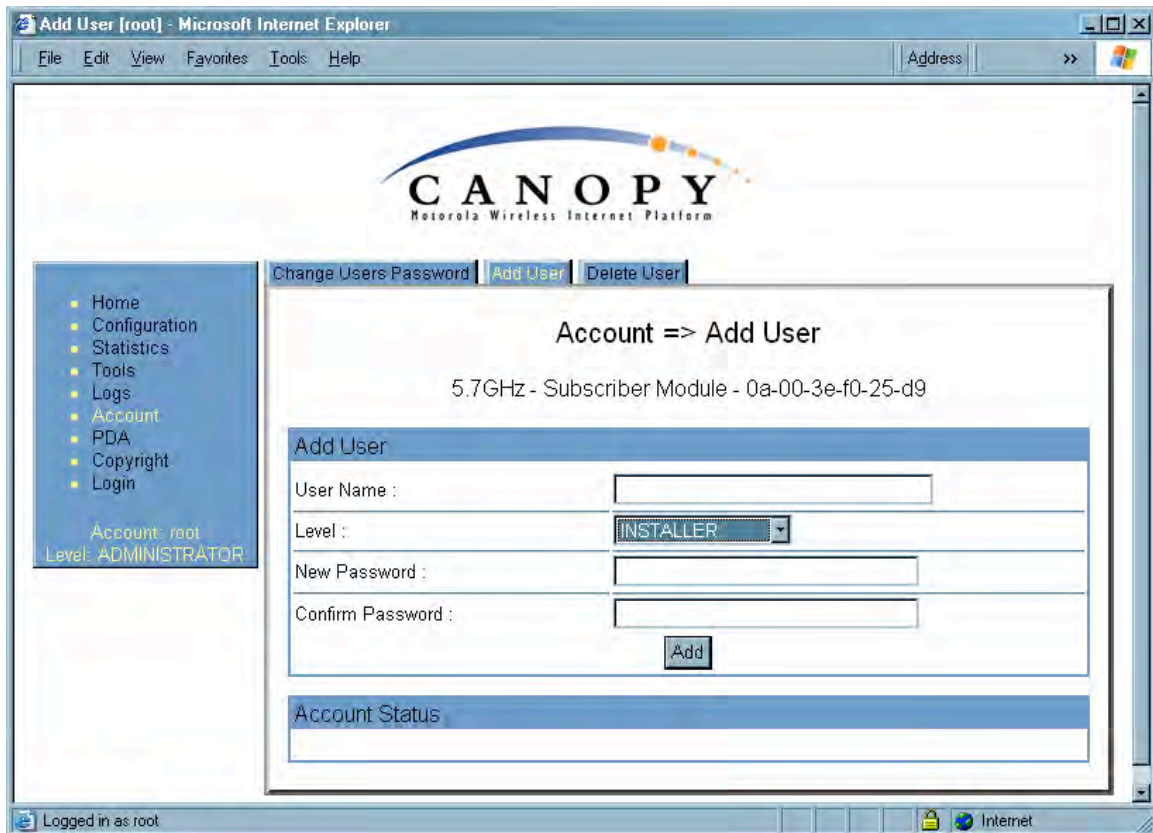 Add User [root] - Microsoft Internet Explorer
File Edit View Favorites Tools Help Address »
CANOPY
Motorola Wireless Internet Platform
Change Users Password Add User Delete User
Home
Configuration
Statistics
Tools
Logs
Account
PDA
Copyright
Login
Account: root
Level: ADMINISTRATOR
Account => Add User
5.7GHz - Subscriber Module - 0a-00-3e-f0-25-d9
Add User
User Name :
Level : INSTALLER
New Password :
Confirm Password :
Add
Account Status
Logged in as root Internet